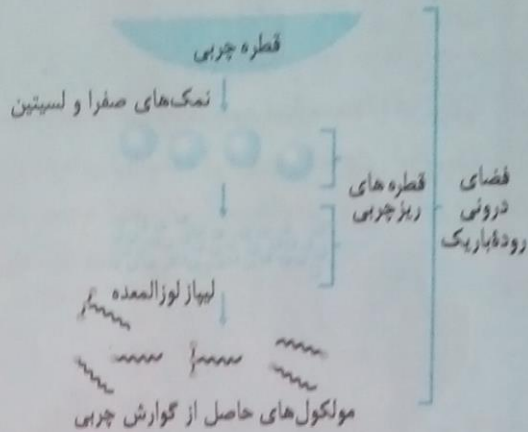 قطره چربی
نمک‌های صفرا و لسیتین
قطره های
ریزچربی
فضای
درونی
رودهٔ باریک
لیپاز لوزالمعده
مولکول‌های حاصل از گوارش چربی